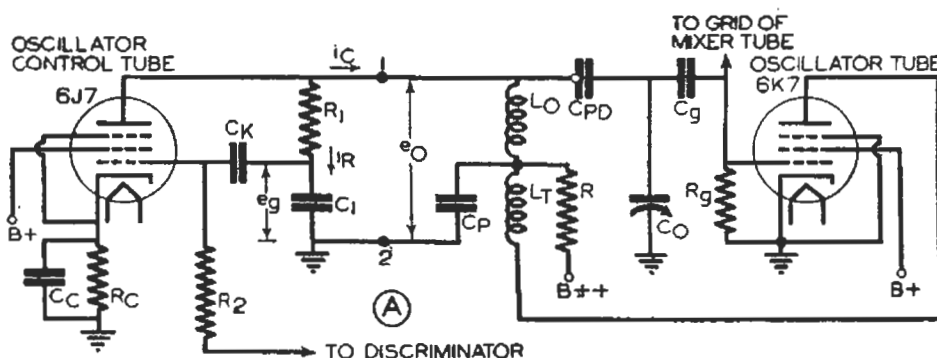 OSCILLATOR
CONTROL TUBE
6J7
B+
CC
RC
CK
R2
eg
iC
R1
iR
C1
1
2
eO
A
TO DISCRIMINATOR
LO
CP
LT
R
B++
CPD
CO
Cg
TO GRID OF
MIXER TUBE
Rg
OSCILLATOR TUBE
6K7
B+